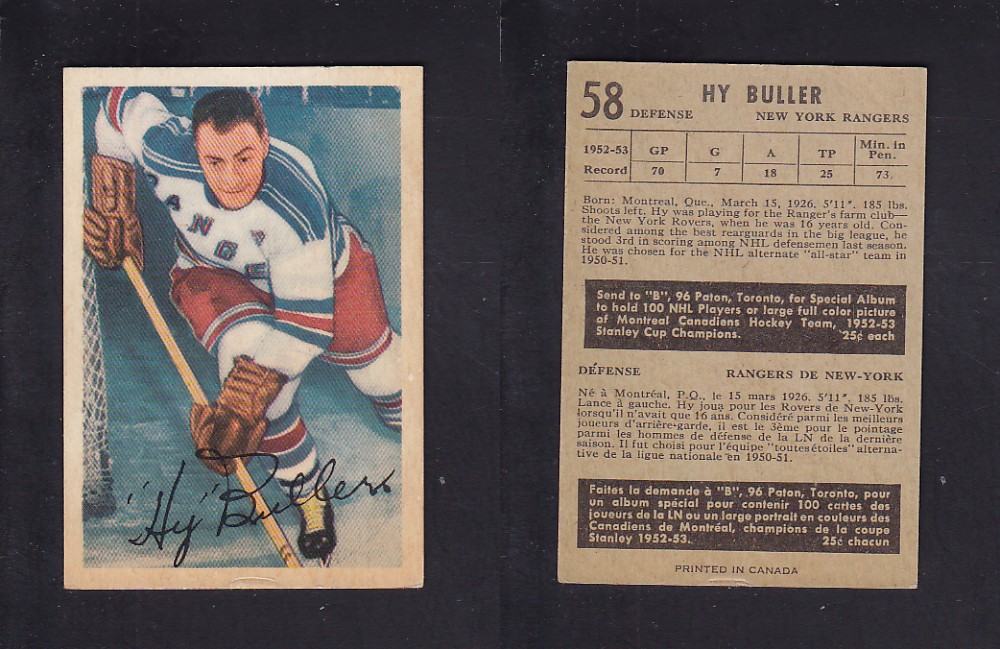 RANGE
"Hy" Buller
58 HY BULLER
DEFENSE NEW YORK RANGERS
1952-53 GP G A TP Min. in Pen.
Record 70 7 18 25 73
Born: Montreal, Que., March 15, 1926. 5'11". 185 lbs.
Shoots left. Hy was playing for the Ranger's farm club—
the New York Rovers, when he was 16 years old. Con-
sidered among the best rearguards in the big league, he
stood 3rd in scoring among NHL defensemen last season.
He was chosen for the NHL alternate "all-star" team in
1950-51.
Send to "B", 96 Paton, Toronto, for Special Album
to hold 100 NHL Players or large full color picture
of Montreal Canadiens Hockey Team, 1952-53
Stanley Cup Champions. 25¢ each
DÉFENSE RANGERS DE NEW-YORK
Né à Montréal, P.Q., le 15 mars 1926. 5'11". 185 lbs.
Lance à gauche. Hy joua pour les Rovers de New-York
lorsqu'il n'avait que 16 ans. Considéré parmi les meilleurs
joueurs d'arrière-garde, il est le 3ème pour le pointage
parmi les hommes de défense de la LN de la dernière
saison. Il fut choisi pour l'équipe "toutes étoiles" alterna-
tive de la ligue nationale en 1950-51.
Faites la demande à "B", 96 Paton, Toronto, pour
un album spécial pour contenir 100 cartes des
joueurs de la LN ou un large portrait en couleurs des
Canadiens de Montréal, champions de la coupe
Stanley 1952-53. 25¢ chacun
PRINTED IN CANADA